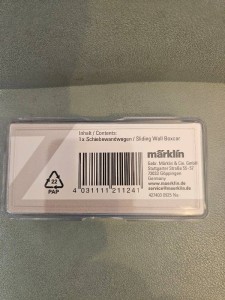 Inhalt / Contents:
1x Schiebewandwagen / Sliding Wall Boxcar
märklin
Gebr. Märklin & Cie. GmbH
Stuttgarter Straße 55-57
73033 Göppingen
Germany
www.maerklin.de
service@maerklin.de
22
PAP
4 031111 211241